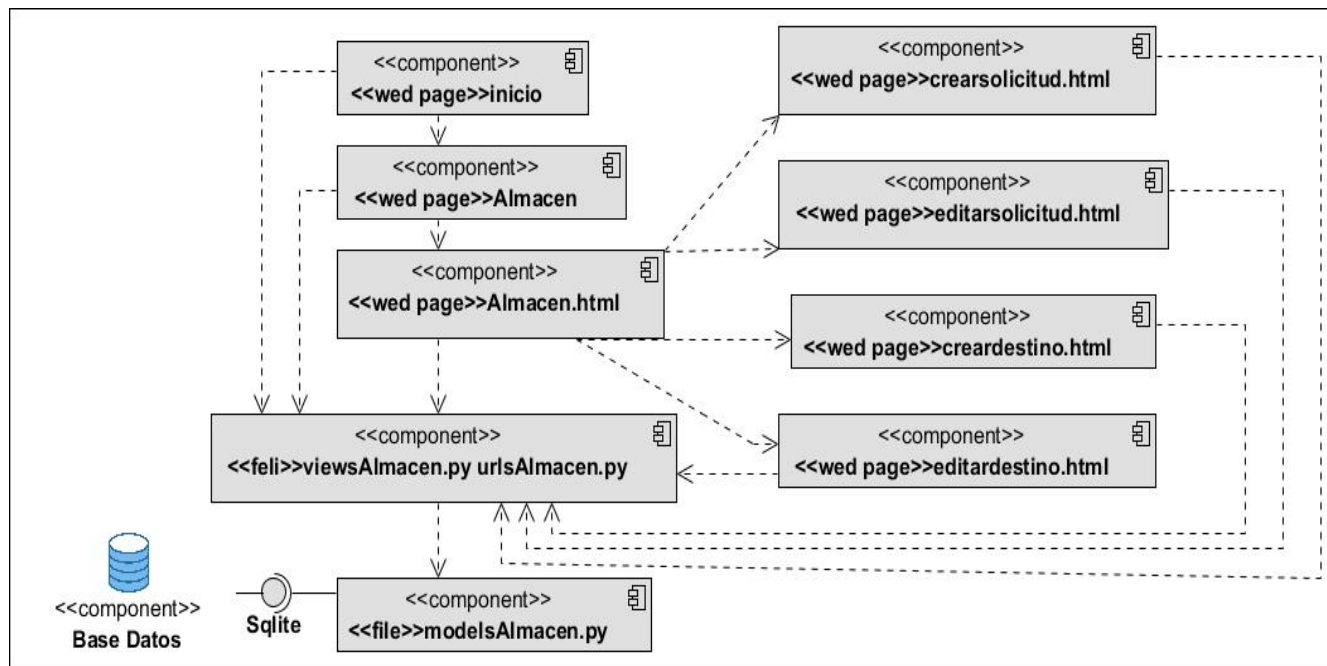 <<component>>
<<wed page>>inicio
<<component>>
<<wed page>>Almacen
<<component>>
<<wed page>>Almacen.html
<<component>>
<<feli>>viewsAlmacen.py urlsAlmacen.py
<<component>>
<<file>>modelsAlmacen.py
<<component>>
<<wed page>>crearsolicitud.html
<<component>>
<<wed page>>editarsolicitud.html
<<component>>
<<wed page>>creardestino.html
<<component>>
<<wed page>>editardestino.html
<<component>>
Base Datos
Sqlite